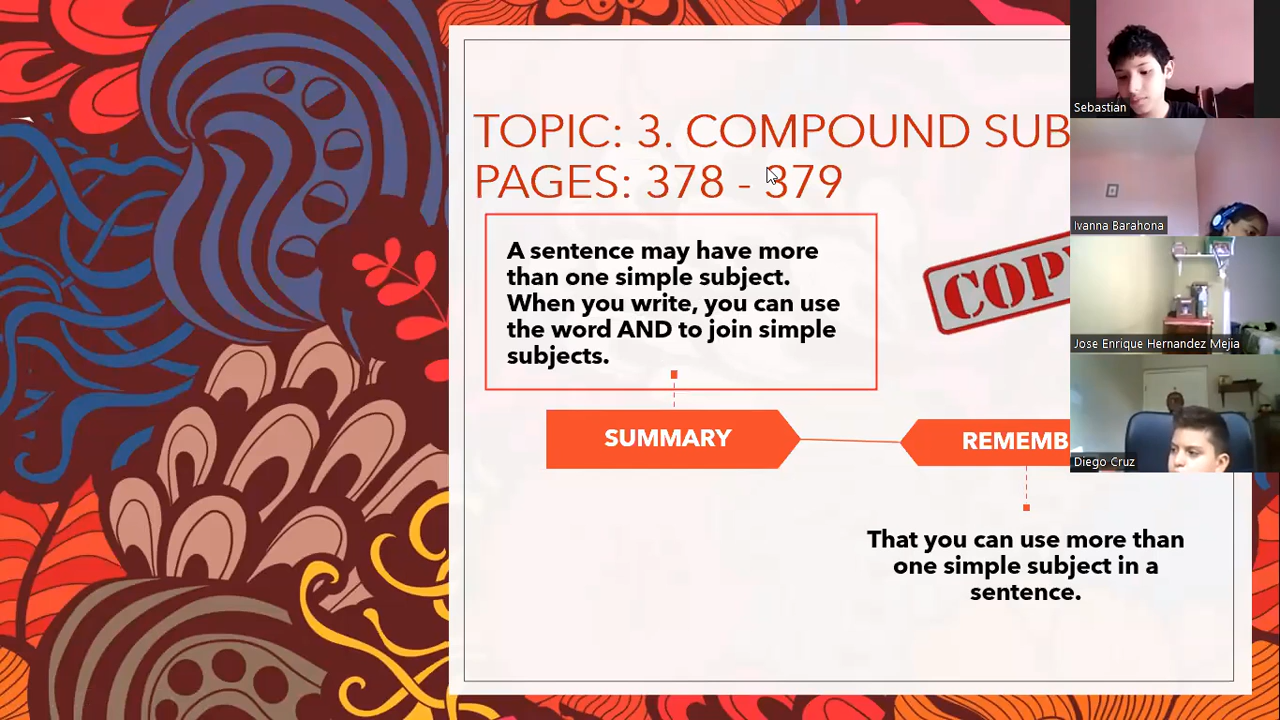 TOPIC: 3. COMPOUND SUB
PAGES: 378 - 379
A sentence may have more
than one simple subject.
When you write, you can use
the word AND to join simple
subjects.
COP
SUMMARY
REMEMB
That you can use more than
one simple subject in a
sentence.
Sebastian
Ivanna Barahona
Jose Enrique Hernandez Mejia
Diego Cruz